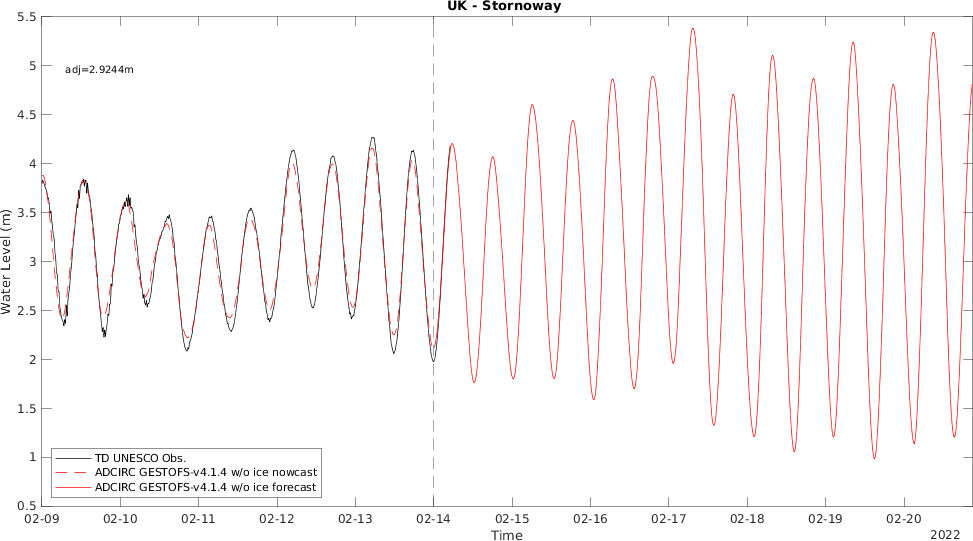 UK - Stornoway
adj=2.9244m
5.5
5
4.5
4
3.5
3
2.5
2
1.5
1
0.5
Water Level (m)
TD UNESCO Obs.
ADCIRC GESTOFS-v4.1.4 w/o ice nowcast
ADCIRC GESTOFS-v4.1.4 w/o ice forecast
02-09 02-10 02-11 02-12 02-13 02-14 02-15 02-16 02-17 02-18 02-19 02-20
Time
2022